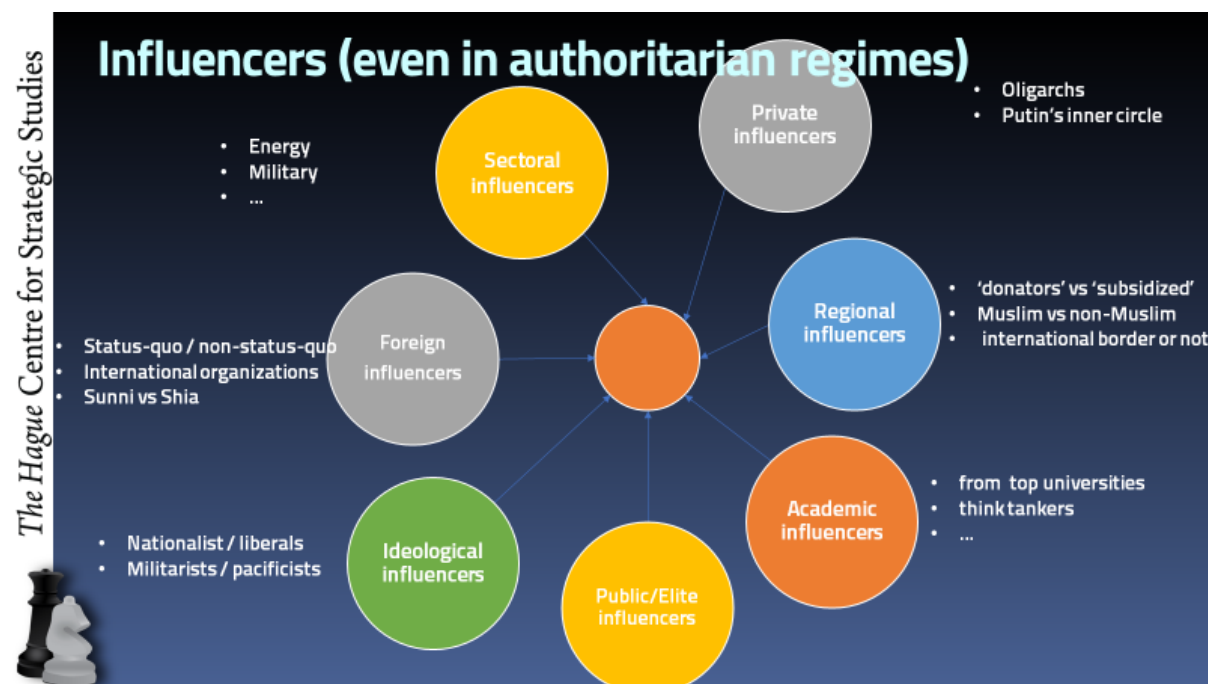 Influencers (even in authoritarian regimes)
The Hague Centre for Strategic Studies
• Energy
• Military
• ...
Sectoral
influencers
Private
influencers
• Oligarchs
• Putin's inner circle
Regional
influencers
• ‘donators’ vs ‘subsidized’
• Muslim vs non-Muslim
• international border or not
• Status-quo / non-status-quo
• International organizations
• Sunni vs Shia
Foreign
influencers
Academic
influencers
• from top universities
• think tankers
• ...
• Nationalist / liberals
• Militarists / pacificists
Ideological
influencers
Public/Elite
influencers